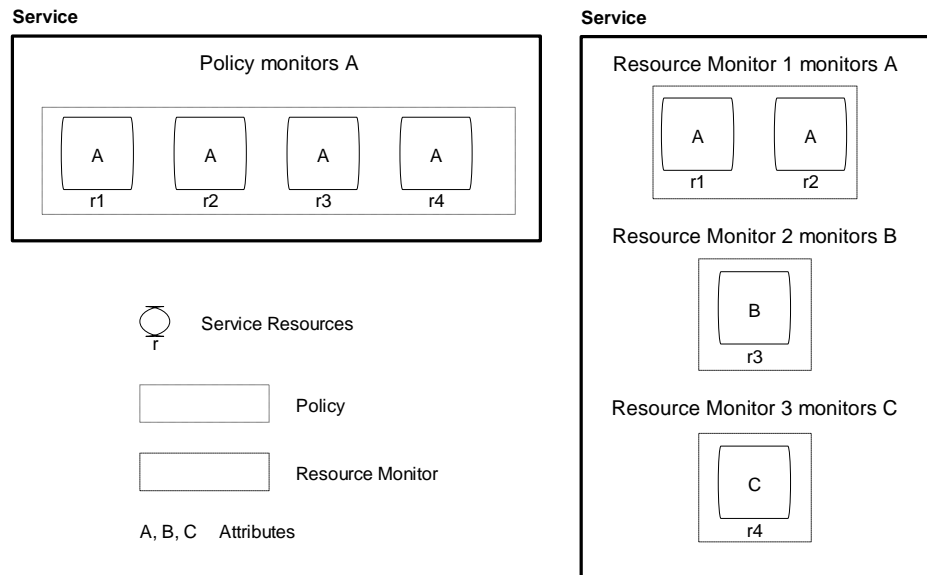 Service
Policy monitors A
A A A A
r1 r2 r3 r4
Service Resources
r
Policy
Resource Monitor
A, B, C Attributes
Service
Resource Monitor 1 monitors A
A A
r1 r2
Resource Monitor 2 monitors B
B
r3
Resource Monitor 3 monitors C
C
r4